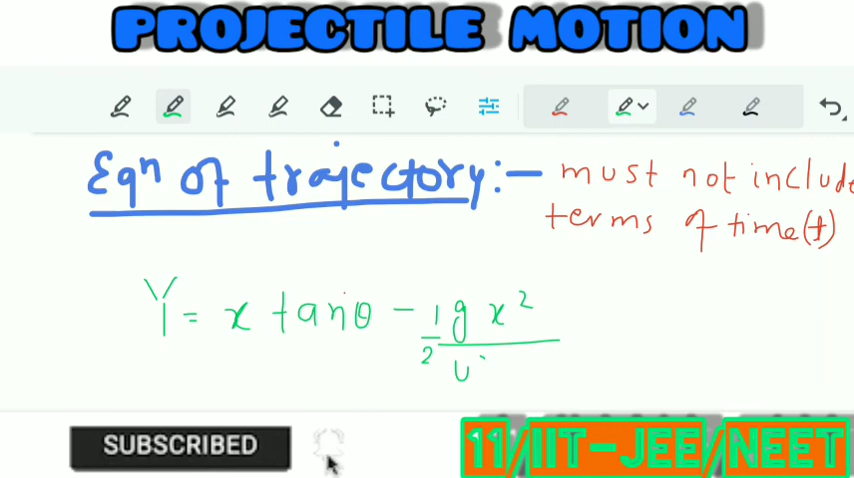 PROJECTILE MOTION
Eqn of trajectory:- must not include
terms of time(t)
Y = x tanθ - 1/2 g x²
u
SUBSCRIBED
11/IIT-JEE/NEET